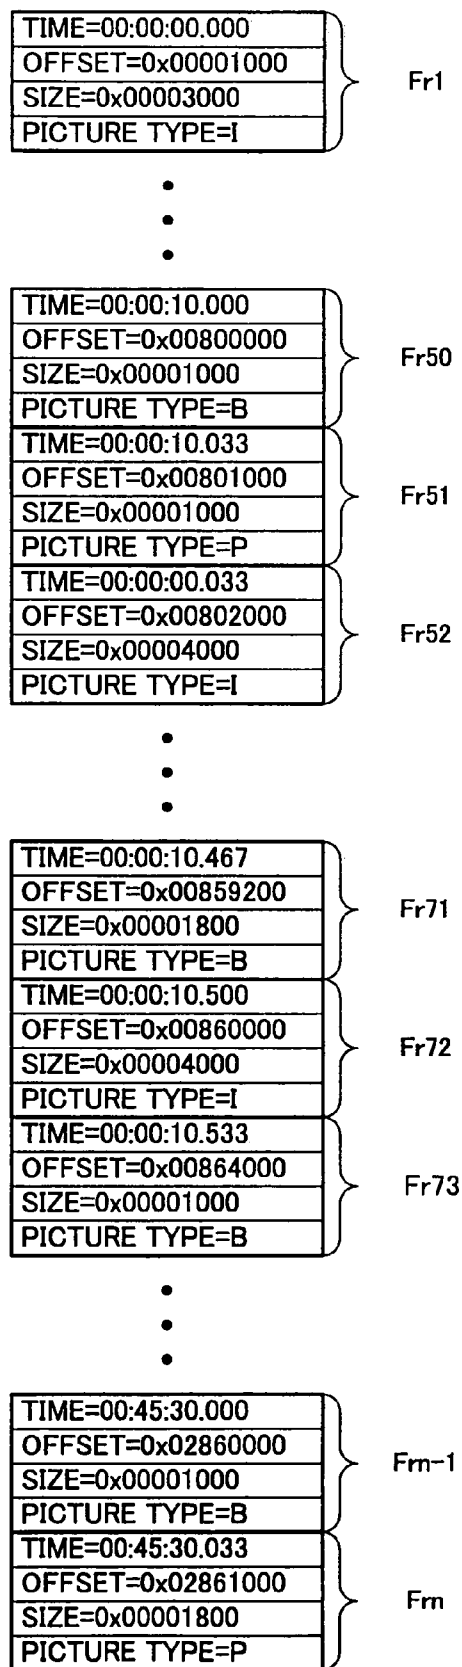 TIME=00:00:00.000
OFFSET=0x00001000
SIZE=0x00003000
PICTURE TYPE=I
Fr1
TIME=00:00:10.000
OFFSET=0x00800000
SIZE=0x00001000
PICTURE TYPE=B
Fr50
TIME=00:00:10.033
OFFSET=0x00801000
SIZE=0x00001000
PICTURE TYPE=P
Fr51
TIME=00:00:00.033
OFFSET=0x00802000
SIZE=0x00004000
PICTURE TYPE=I
Fr52
TIME=00:00:10.467
OFFSET=0x00859200
SIZE=0x00001800
PICTURE TYPE=B
Fr71
TIME=00:00:10.500
OFFSET=0x00860000
SIZE=0x00004000
PICTURE TYPE=I
Fr72
TIME=00:00:10.533
OFFSET=0x00864000
SIZE=0x00001000
PICTURE TYPE=B
Fr73
TIME=00:45:30.000
OFFSET=0x02860000
SIZE=0x00001000
PICTURE TYPE=B
Frn-1
TIME=00:45:30.033
OFFSET=0x02861000
SIZE=0x00001800
PICTURE TYPE=P
Frn